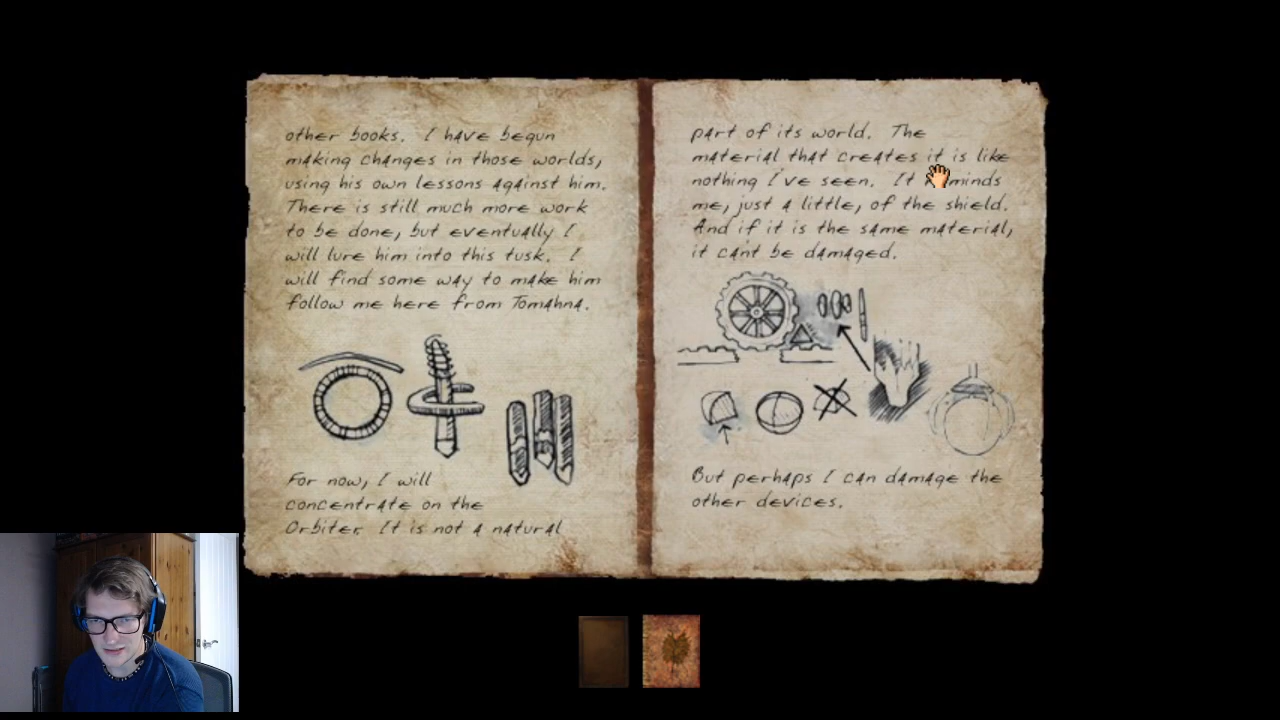 other books. I have begun
making changes in those worlds,
using his own lessons against him.
There is still much more work
to be done, but eventually I
will lure him into this tusk. I
will find some way to make him
follow me here from Tomahna.
For now, I will
concentrate on the
Orbiter. It is not a natural
part of its world. The
material that creates it is like
nothing I've seen. It reminds
me, just a little, of the shield.
And if it is the same material,
it can't be damaged.
But perhaps I can damage the
other devices.